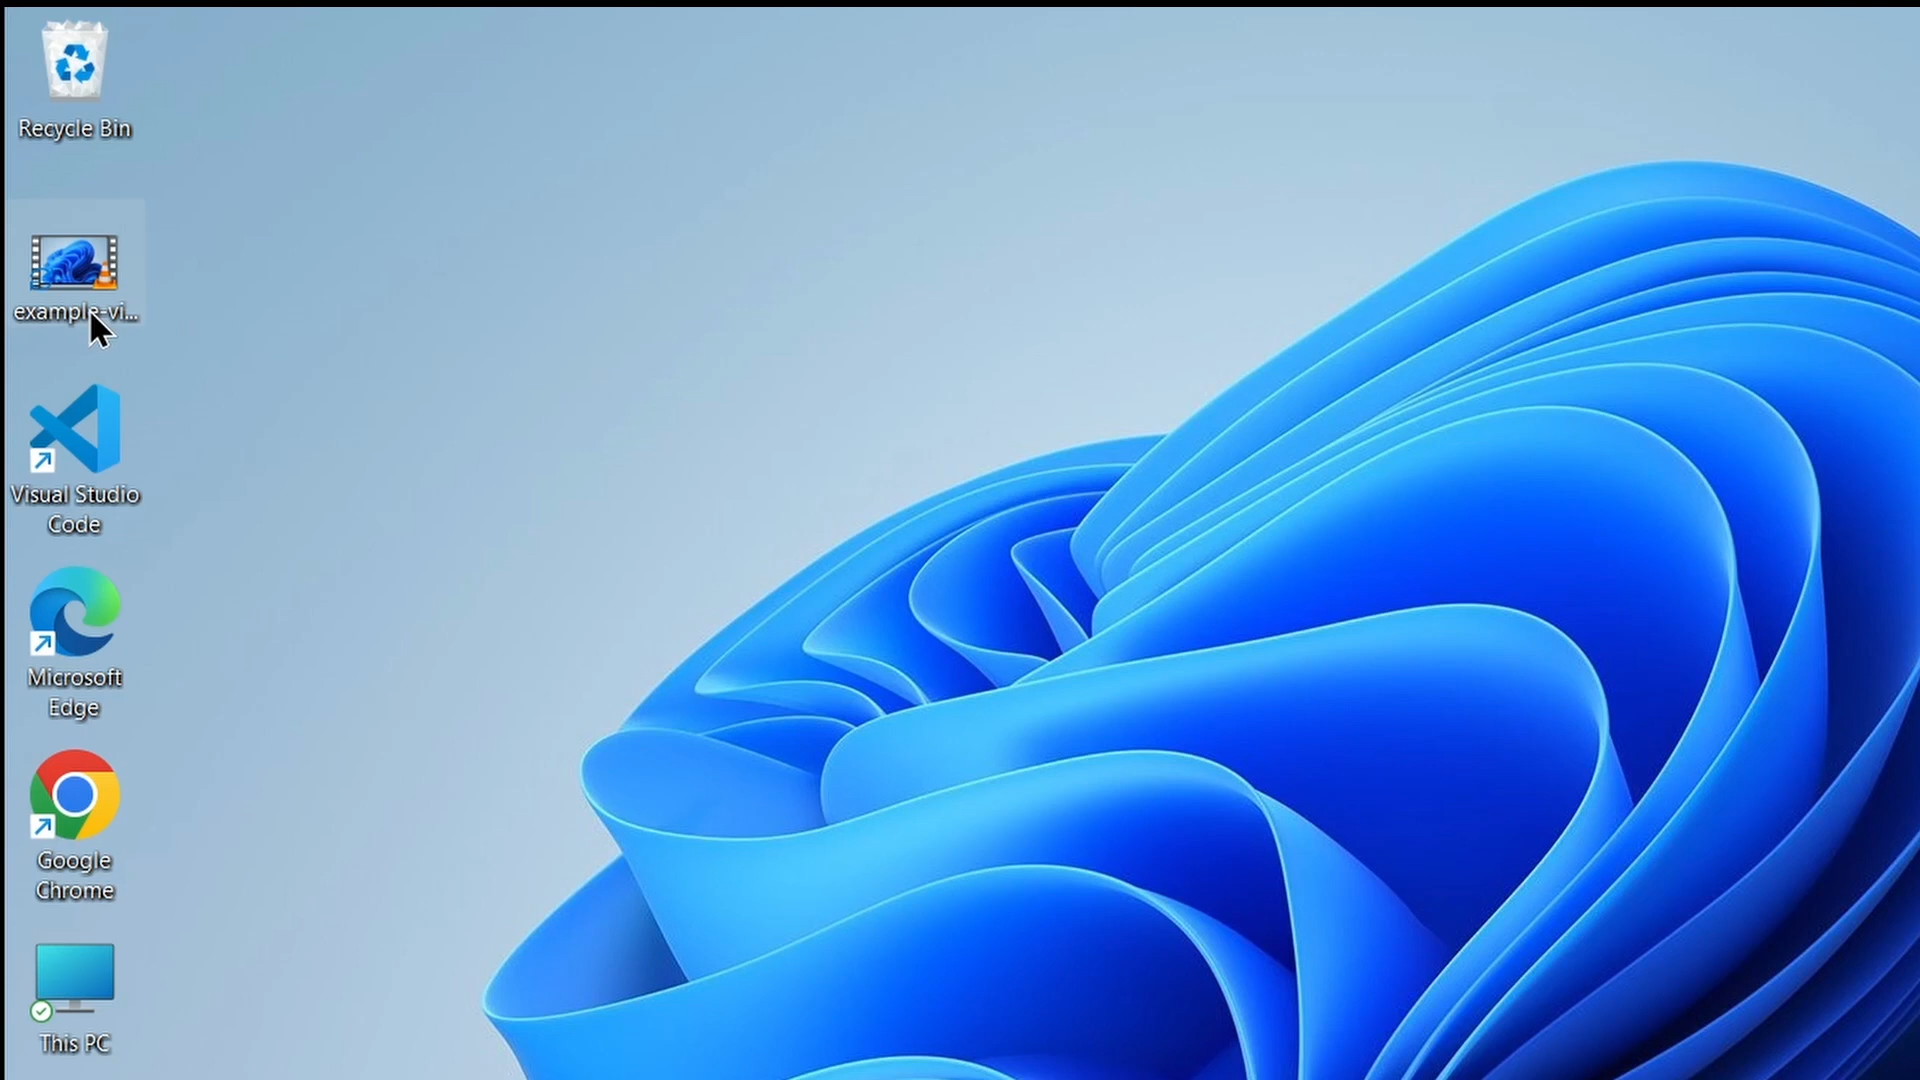 Recycle Bin
example-vi...
Visual Studio
Code
Microsoft
Edge
Google
Chrome
This PC